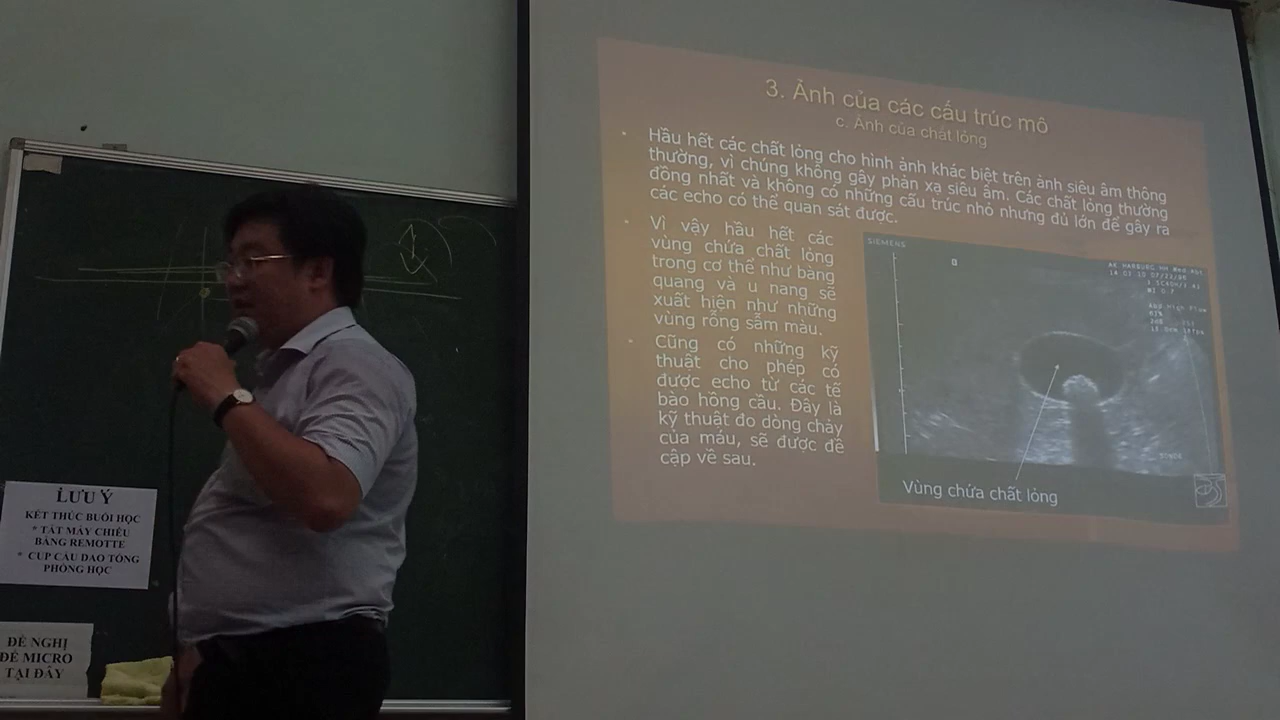 3. Ảnh của các cấu trúc mô
c. Ảnh của chất lỏng
Hầu hết các chất lỏng cho hình ảnh khác biệt trên ảnh siêu âm thông
thường, vì chúng không gây phản xạ siêu âm. Các chất lỏng thường
đồng nhất và không có những cấu trúc nhỏ nhưng đủ lớn để gây ra
các echo có thể quan sát được.
Vì vậy hầu hết các
vùng chứa chất lỏng
trong cơ thể như bàng
quang và u nang sẽ
xuất hiện như những
vùng rỗng sẫm màu.
Cũng có những kỹ
thuật cho phép có
được echo từ các tế
bào hồng cầu. Đây là
kỹ thuật đo dòng chảy
của máu, sẽ được đề
cập về sau.
SIEMENS
AK HARBURG
Vùng chứa chất lỏng
LƯU Ý
KẾT THÚC BUỔI HỌC
* TẮT MÁY CHIẾU
BẰNG REMOTTE
* CUP CẦU DAO TỔNG
PHÒNG HỌC
ĐỀ NGHỊ
ĐỂ MICRO
TẠI ĐÂY